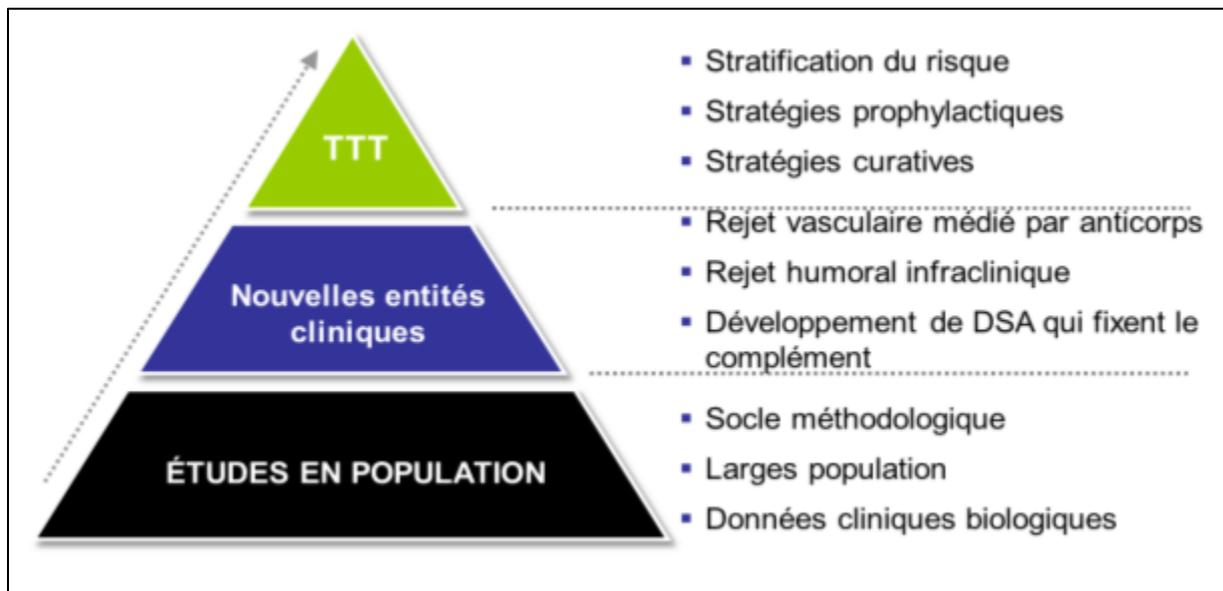 TTT
Stratification du risque
Stratégies prophylactiques
Stratégies curatives
Nouvelles entités
cliniques
Rejet vasculaire médié par anticorps
Rejet humoral infraclinique
Développement de DSA qui fixent le
complément
ÉTUDES EN POPULATION
Socle méthodologique
Larges population
Données cliniques biologiques